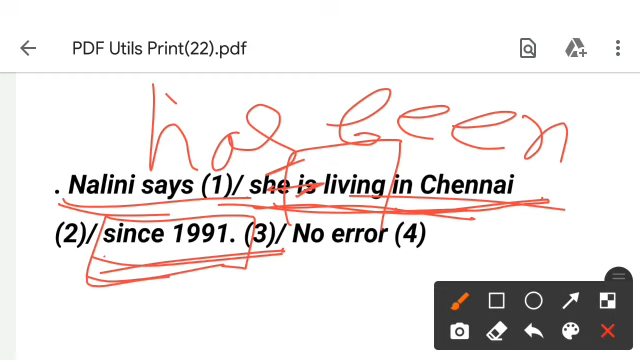 PDF Utils Print(22).pdf
has been
. Nalini says (1)/ she is living in Chennai
(2)/ since 1991. (3)/ No error (4)